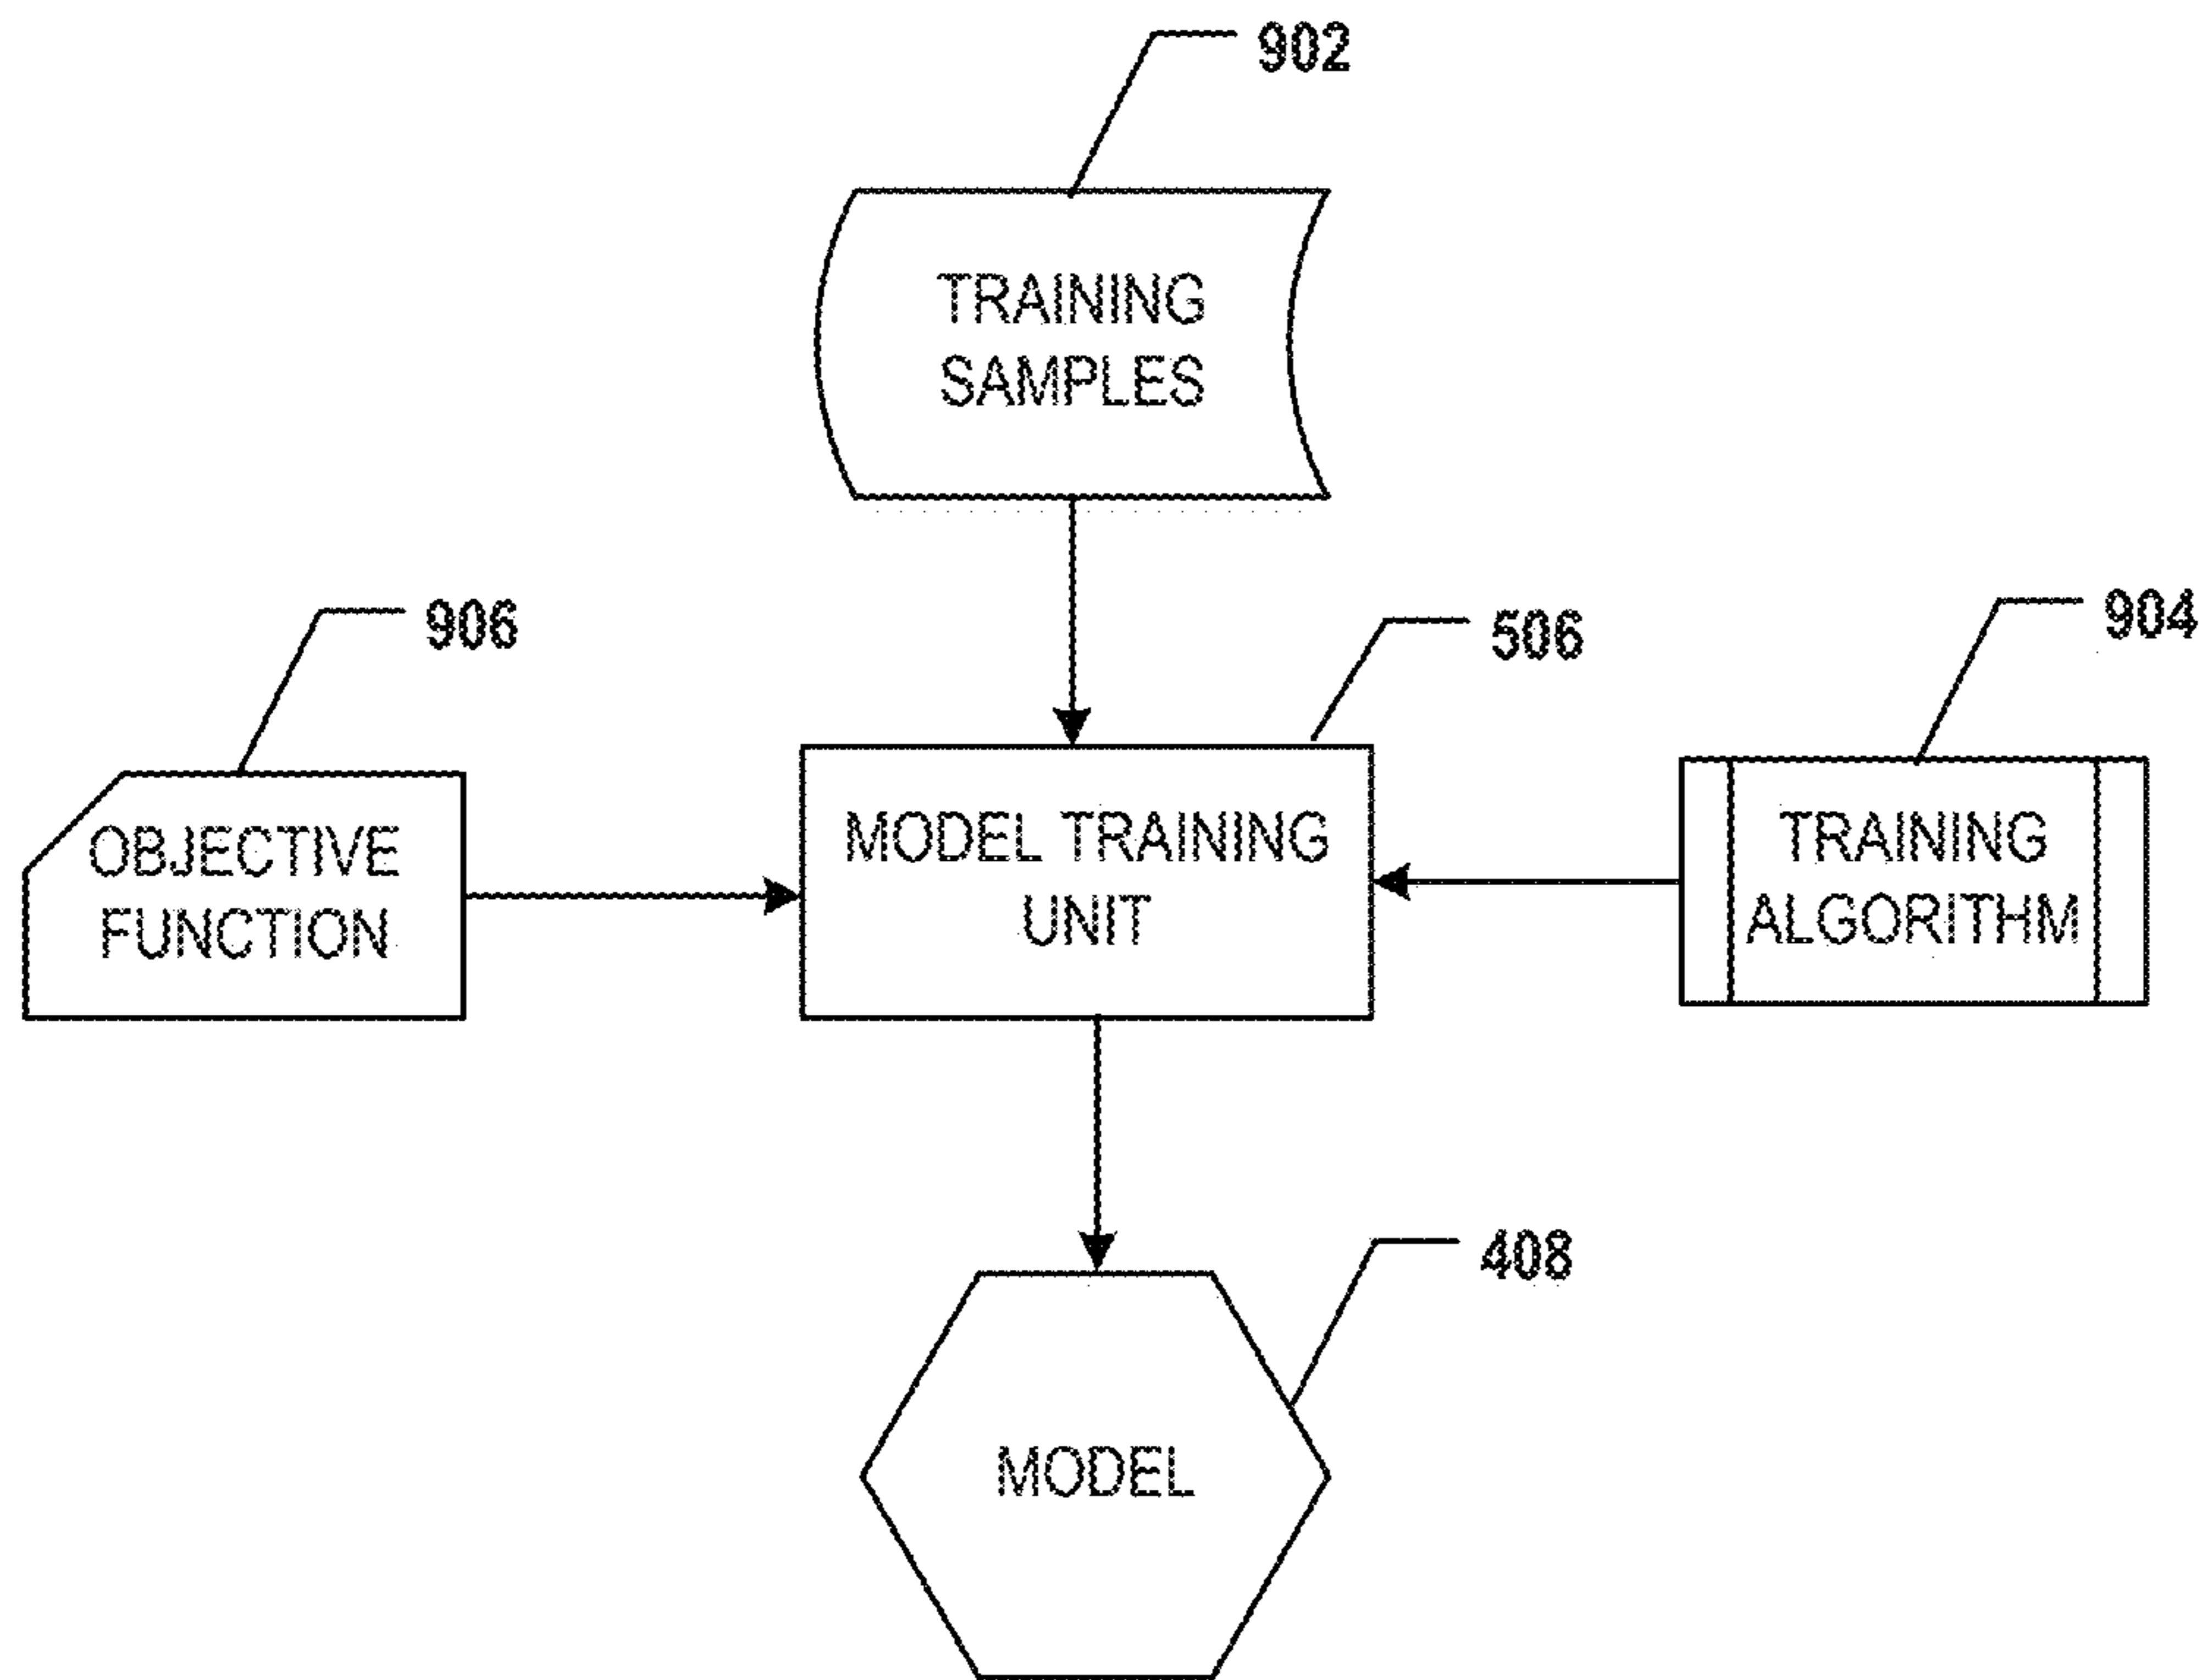 902
TRAINING
SAMPLES
906
506
904
OBJECTIVE
FUNCTION
MODEL TRAINING
UNIT
TRAINING
ALGORITHM
408
MODEL